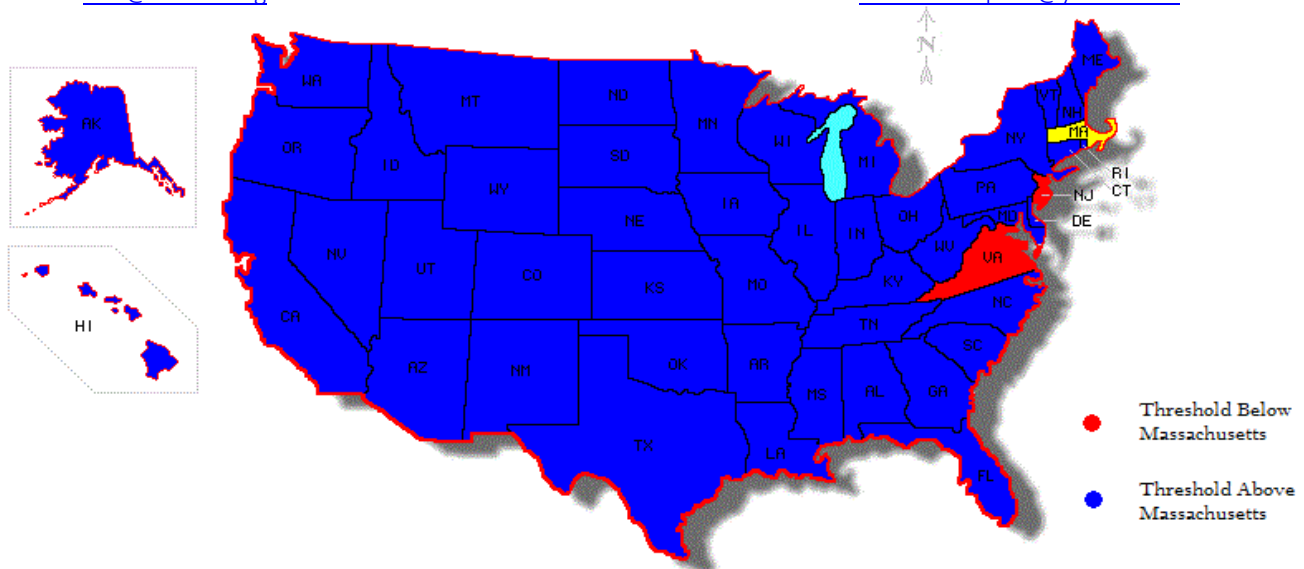 N
WA
MT
ND
MN
ME
VT
NH
AK
OR
ID
SD
WI
MI
NY
MA
WY
RI
CT
PA
NJ
IA
NE
OH
MD
DE
NV
UT
CO
IL
IN
WV
VA
KS
MO
KY
CA
HI
NC
TN
AZ
NM
OK
AR
SC
MS
AL
GA
TX
LA
FL
Threshold Below
Massachusetts
Threshold Above
Massachusetts